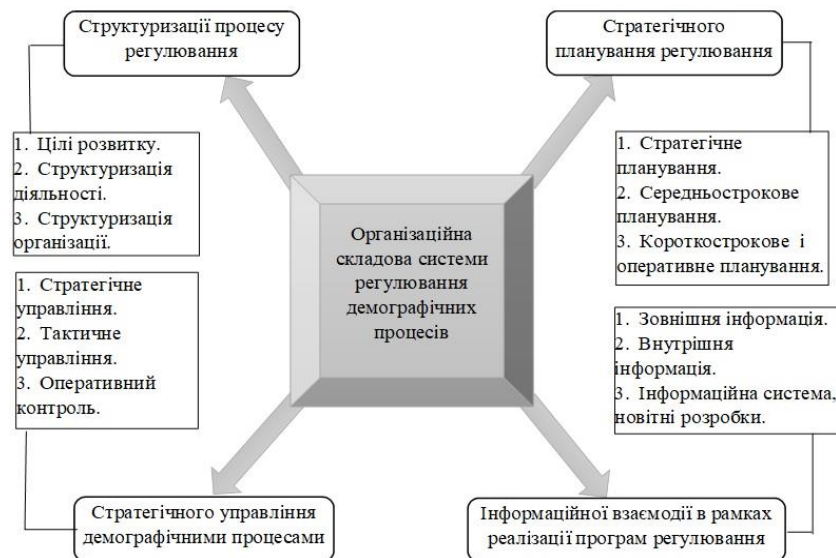 Структуризації процесу
регулювання
Стратегічного
планування регулювання
1. Цілі розвитку.
2. Структуризація
діяльності.
3. Структуризація
організації.
1. Стратегічне
планування.
2. Середньострокове
планування.
3. Короткострокове і
оперативне планування.
Організаційна
складова системи
регулювання
демографічних
процесів
1. Стратегічне
управління.
2. Тактичне
управління.
3. Оперативний
контроль.
1. Зовнішня інформація.
2. Внутрішня
інформація.
3. Інформаційна система,
новітні розробки.
Стратегічного управління
демографічними процесами
Інформаційної взаємодії в рамках
реалізації програм регулювання